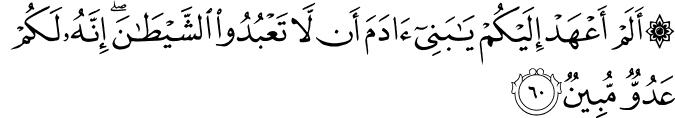 ۞ أَلَمۡ أَعۡهَدۡ إِلَيۡكُمۡ يَٰبَنِيٓ ءَادَمَ أَن لَّا تَعۡبُدُواْ ٱلشَّيۡطَٰنَۖ إِنَّهُۥ لَكُمۡ
عَدُوّٞ مُّبِينٞ ٦٠